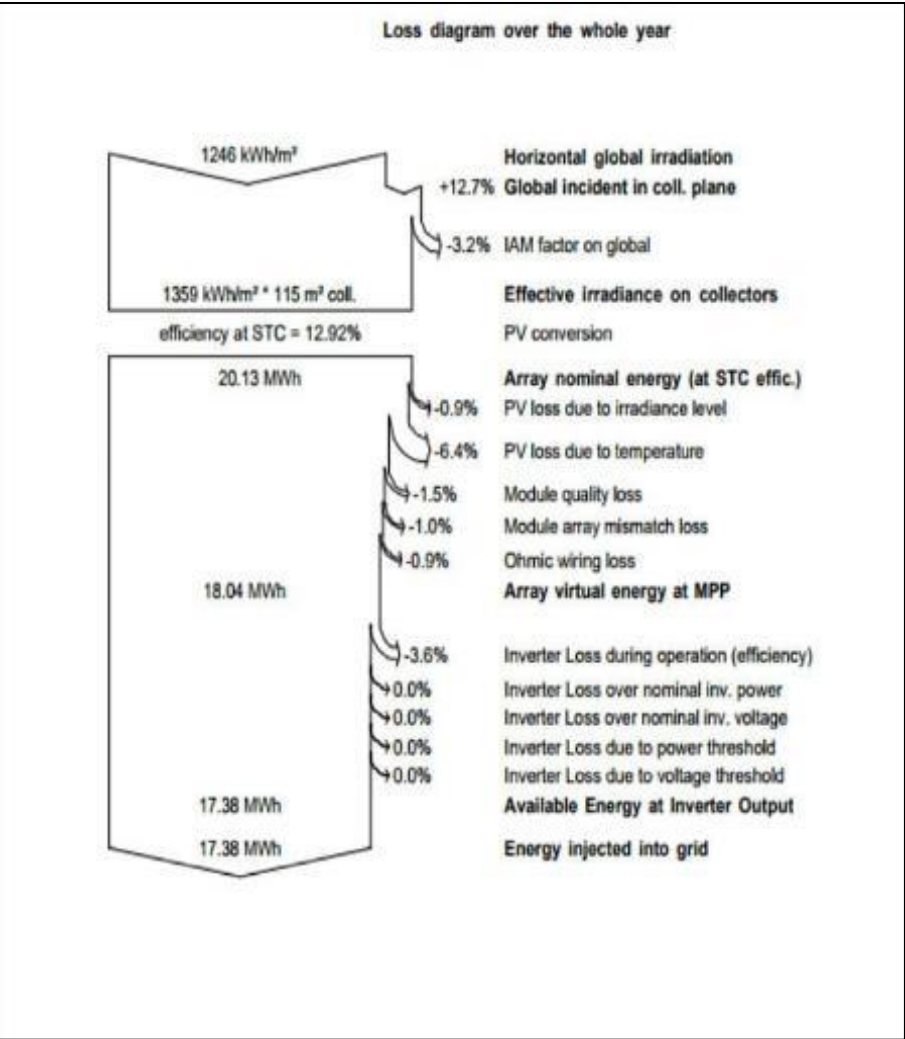 Loss diagram over the whole year
1246 kWh/m² Horizontal global irradiation
+12.7% Global incident in coll. plane
-3.2% IAM factor on global
1359 kWh/m² * 115 m² coll. Effective irradiance on collectors
efficiency at STC = 12.92% PV conversion
20.13 MWh Array nominal energy (at STC effic.)
-0.9% PV loss due to irradiance level
-6.4% PV loss due to temperature
-1.5% Module quality loss
-1.0% Module array mismatch loss
-0.9% Ohmic wiring loss
18.04 MWh Array virtual energy at MPP
-3.6% Inverter Loss during operation (efficiency)
0.0% Inverter Loss over nominal inv. power
0.0% Inverter Loss over nominal inv. voltage
0.0% Inverter Loss due to power threshold
0.0% Inverter Loss due to voltage threshold
17.38 MWh Available Energy at Inverter Output
17.38 MWh Energy injected into grid